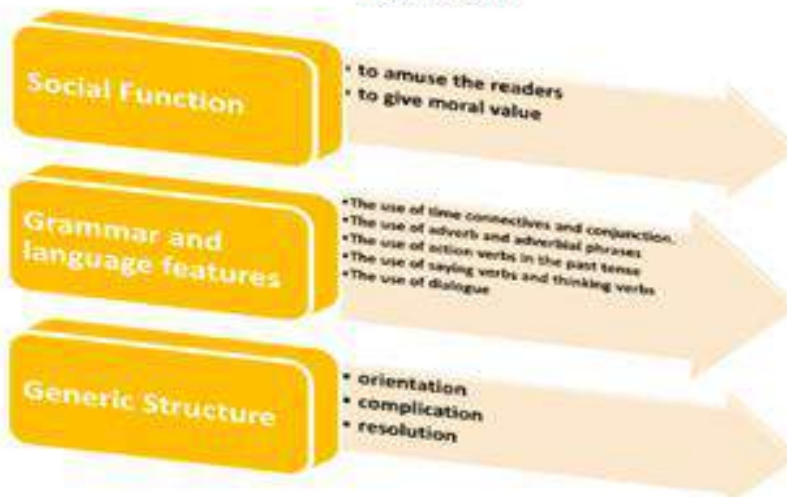 Social Function
• to amuse the readers
• to give moral value
Grammar and
language features
•The use of time connectives and conjunction.
•The use of adverb and adverbial phrases
•The use of action verbs in the past tense
•The use of saying verbs and thinking verbs
•The use of dialogue
Generic Structure
• orientation
• complication
• resolution